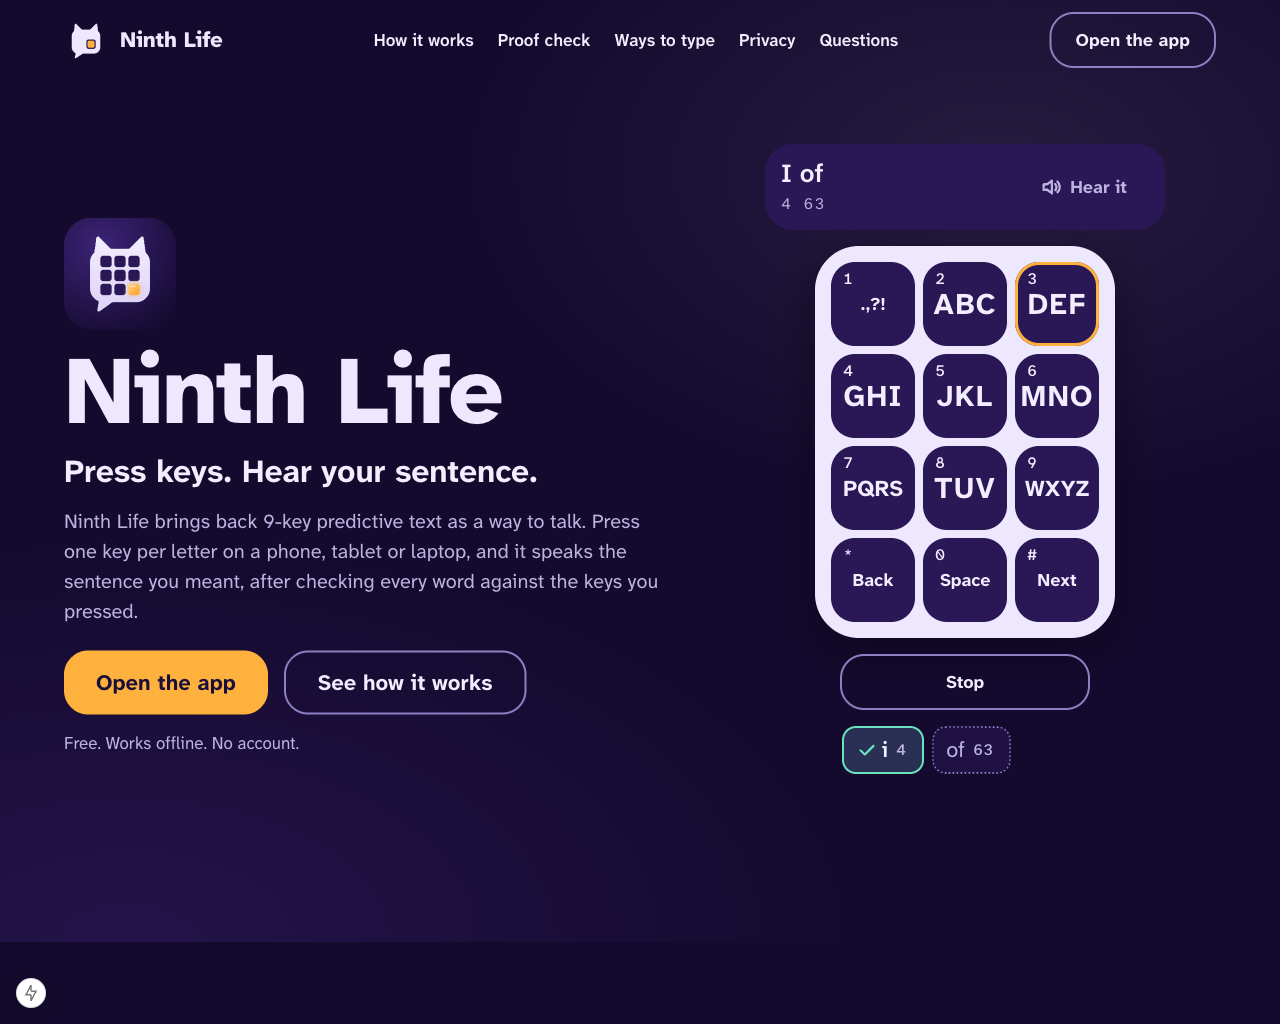 Ninth Life
How it works
Proof check
Ways to type
Privacy
Questions
Open the app
Ninth Life
Press keys. Hear your sentence.
Ninth Life brings back 9-key predictive text as a way to talk. Press
one key per letter on a phone, tablet or laptop, and it speaks the
sentence you meant, after checking every word against the keys you
pressed.
Open the app
See how it works
Free. Works offline. No account.
I of
4 63
Hear it
1
.,?!
2
ABC
3
DEF
4
GHI
5
JKL
6
MNO
7
PQRS
8
TUV
9
WXYZ
*
Back
0
Space
#
Next
Stop
i 4
of 63